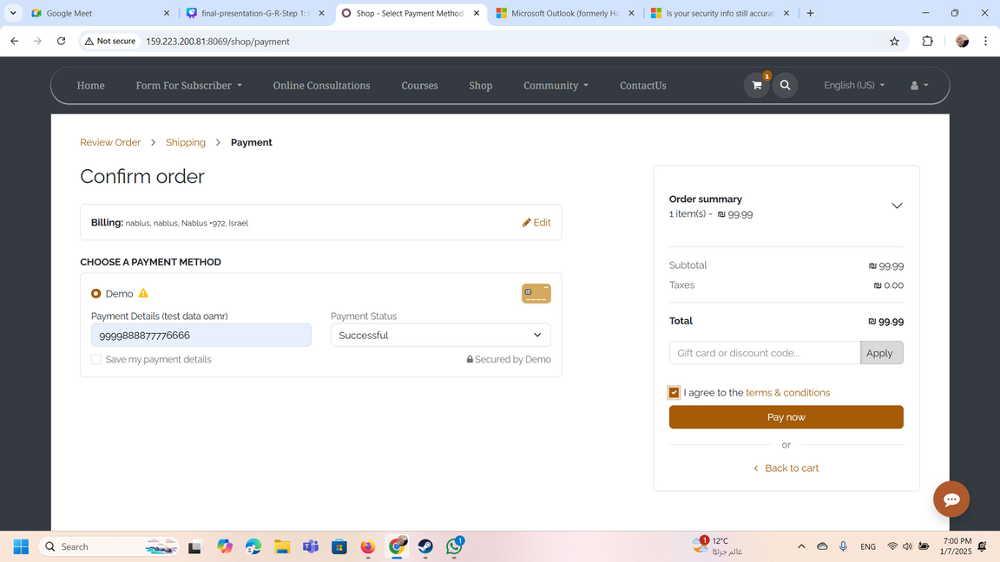 Google Meet
final-presentation-G-R-Step 1:
Shop - Select Payment Method
Microsoft Outlook (formerly Ho
Is your security info still accurat
Not secure
159.223.200.81:8069/shop/payment
Home
Form For Subscriber
Online Consultations
Courses
Shop
Community
ContactUs
1
English (US)
Review Order > Shipping > Payment
Confirm order
Billing: nablus, nablus, Nablus +972, Israel
Edit
CHOOSE A PAYMENT METHOD
Demo
Payment Details (test data oamr)
Payment Status
9999888877776666
Successful
Save my payment details
Secured by Demo
Order summary
1 item(s) - ₪ 99.99
Subtotal
₪ 99.99
Taxes
₪ 0.00
Total
₪ 99.99
Gift card or discount code...
Apply
I agree to the terms & conditions
Pay now
or
< Back to cart
Search
1
1
12°C
غائم جزئيًا
ENG
7:00 PM
1/7/2025